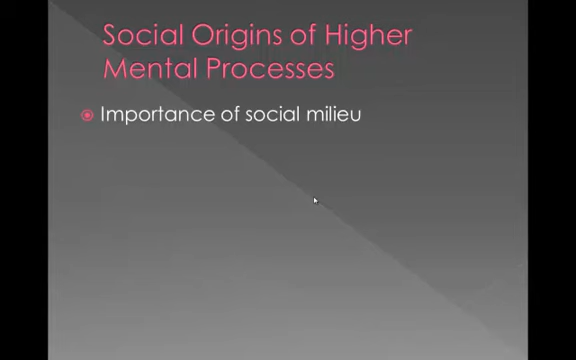 Social Origins of Higher
Mental Processes
Importance of social milieu